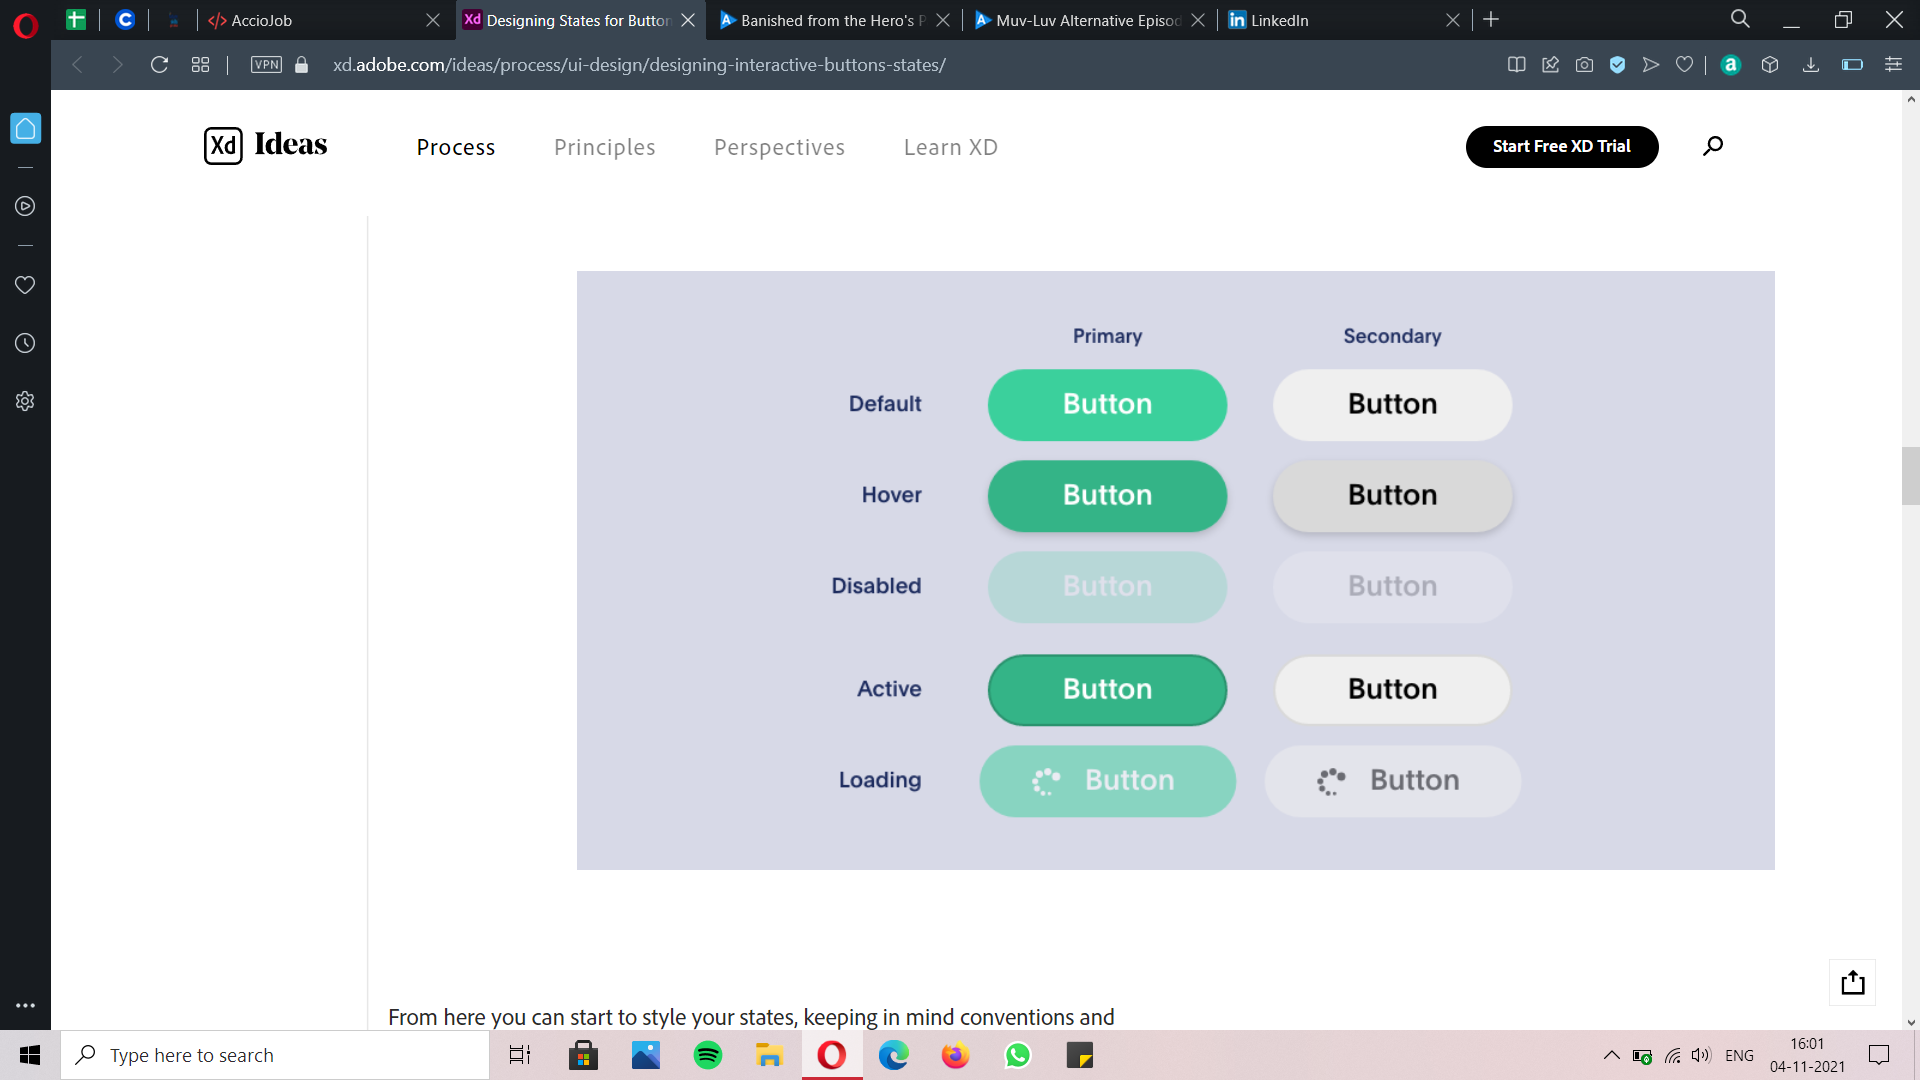 AccioJob
Xd Designing States for Button
Banished from the Hero's P
Muv-Luv Alternative Episod
in LinkedIn
VPN
xd.adobe.com/ideas/process/ui-design/designing-interactive-buttons-states/
a
Xd Ideas
Process
Principles
Perspectives
Learn XD
Start Free XD Trial
Primary Secondary
Default Button Button
Hover Button Button
Disabled Button Button
Active Button Button
Loading Button Button
From here you can start to style your states, keeping in mind conventions and
Type here to search
ENG
16:01
04-11-2021